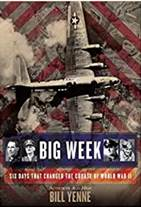 BIG WEEK
SIX DAYS THAT CHANGED THE COURSE OF WORLD WAR II
BILL YENNE